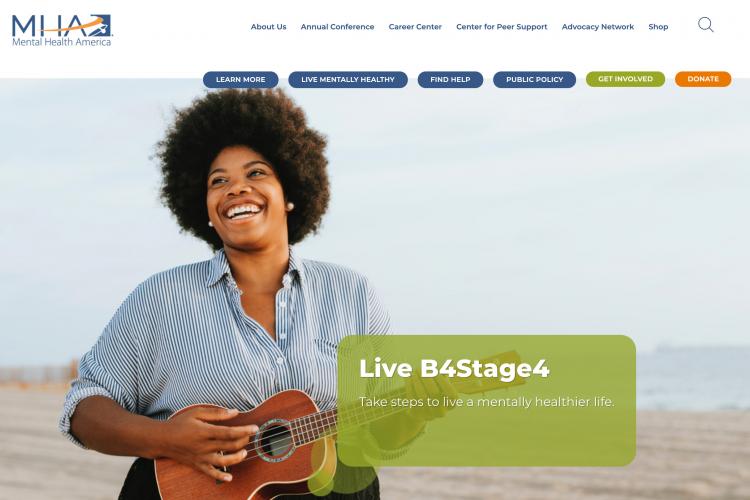 MHA
Mental Health America
About Us
Annual Conference
Career Center
Center for Peer Support
Advocacy Network
Shop
LEARN MORE
LIVE MENTALLY HEALTHY
FIND HELP
PUBLIC POLICY
GET INVOLVED
DONATE
Live B4Stage4
Take steps to live a mentally healthier life.